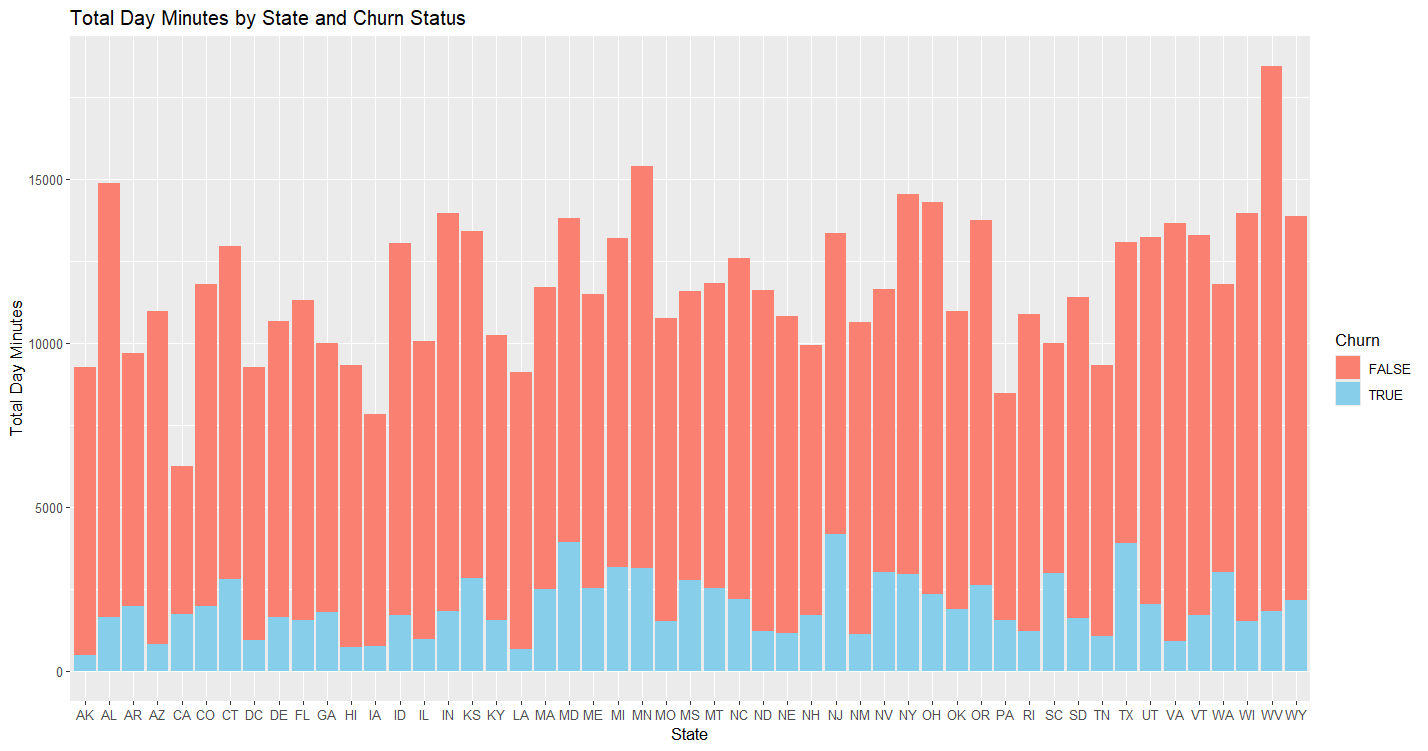 Total Day Minutes by State and Churn Status
Total Day Minutes
15000
10000
5000
0
AK AL AR AZ CA CO CT DC DE FL GA HI IA ID IL IN KS KY LA MA MD ME MI MN MO MS MT NC ND NE NH NJ NM NV NY OH OK OR PA RI SC SD TN TX UT VA VT WA WI WV WY
State
Churn
FALSE
TRUE